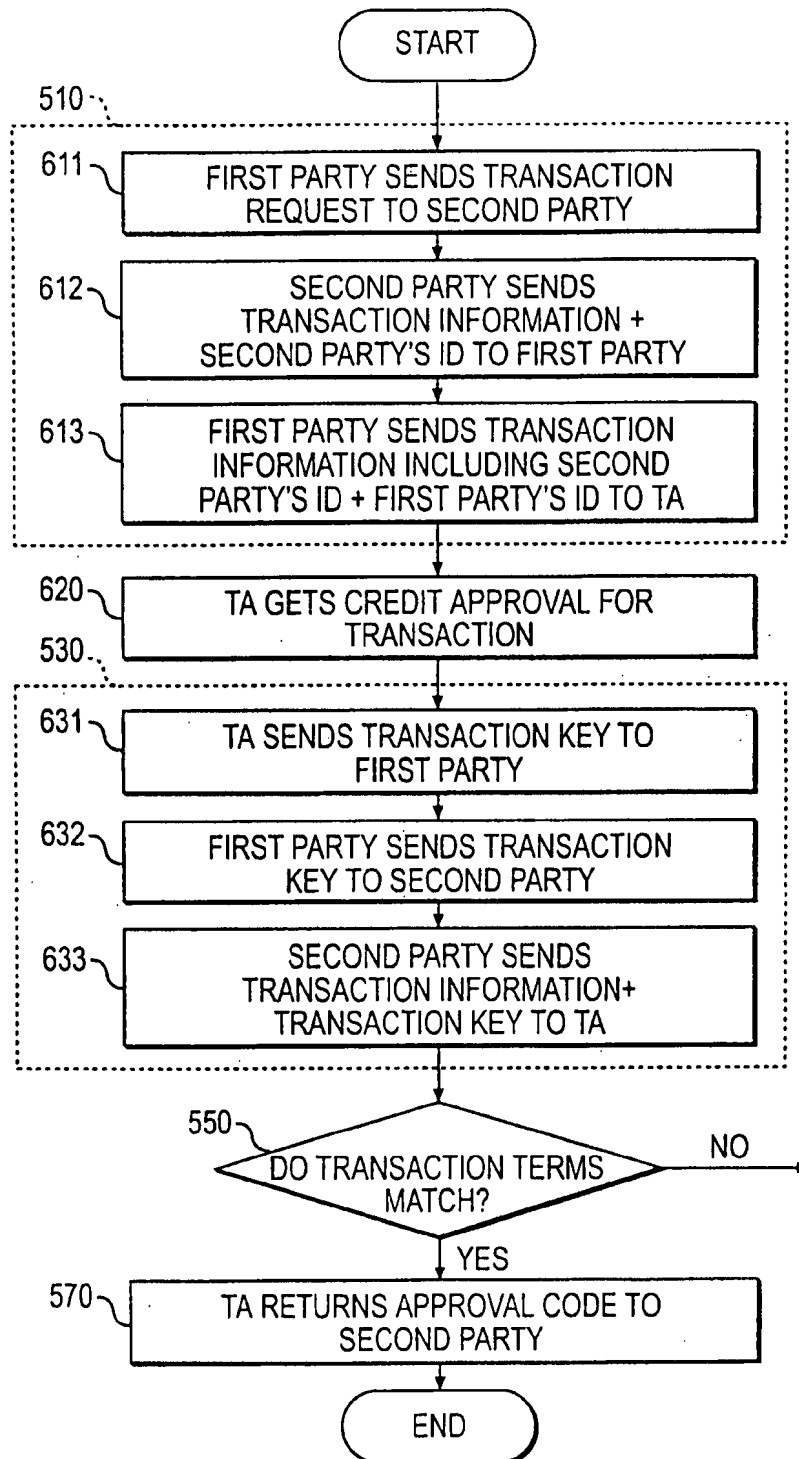 START
510
611
FIRST PARTY SENDS TRANSACTION
REQUEST TO SECOND PARTY
612
SECOND PARTY SENDS
TRANSACTION INFORMATION +
SECOND PARTY'S ID TO FIRST PARTY
613
FIRST PARTY SENDS TRANSACTION
INFORMATION INCLUDING SECOND
PARTY'S ID + FIRST PARTY'S ID TO TA
620
TA GETS CREDIT APPROVAL FOR
TRANSACTION
530
631
TA SENDS TRANSACTION KEY TO
FIRST PARTY
632
FIRST PARTY SENDS TRANSACTION
KEY TO SECOND PARTY
633
SECOND PARTY SENDS
TRANSACTION INFORMATION+
TRANSACTION KEY TO TA
550
DO TRANSACTION TERMS
MATCH?
NO
YES
570
TA RETURNS APPROVAL CODE TO
SECOND PARTY
END